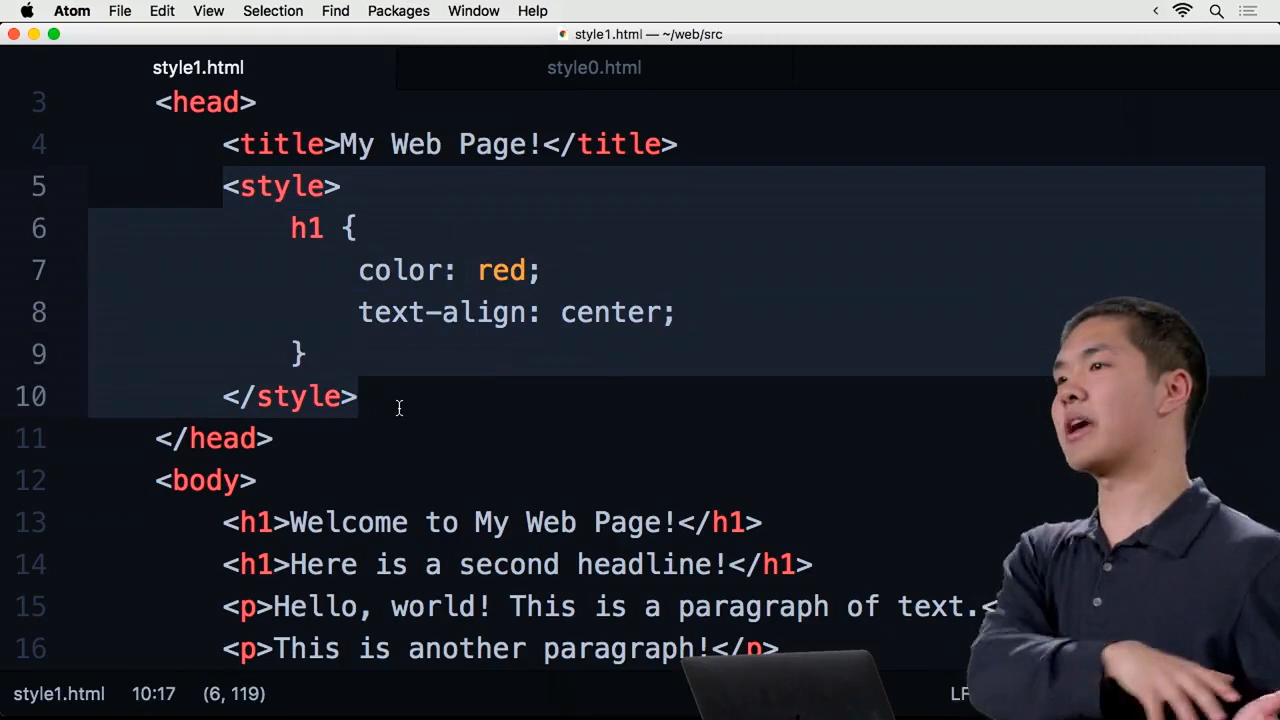 Atom File Edit View Selection Find Packages Window Help
style1.html — ~/web/src
style1.html style0.html
3 <head>
4 <title>My Web Page!</title>
5 <style>
6 h1 {
7 color: red;
8 text-align: center;
9 }
10 </style>
11 </head>
12 <body>
13 <h1>Welcome to My Web Page!</h1>
14 <h1>Here is a second headline!</h1>
15 <p>Hello, world! This is a paragraph of text.<
16 <p>This is another paragraph!</p>
style1.html 10:17 (6, 119) LF